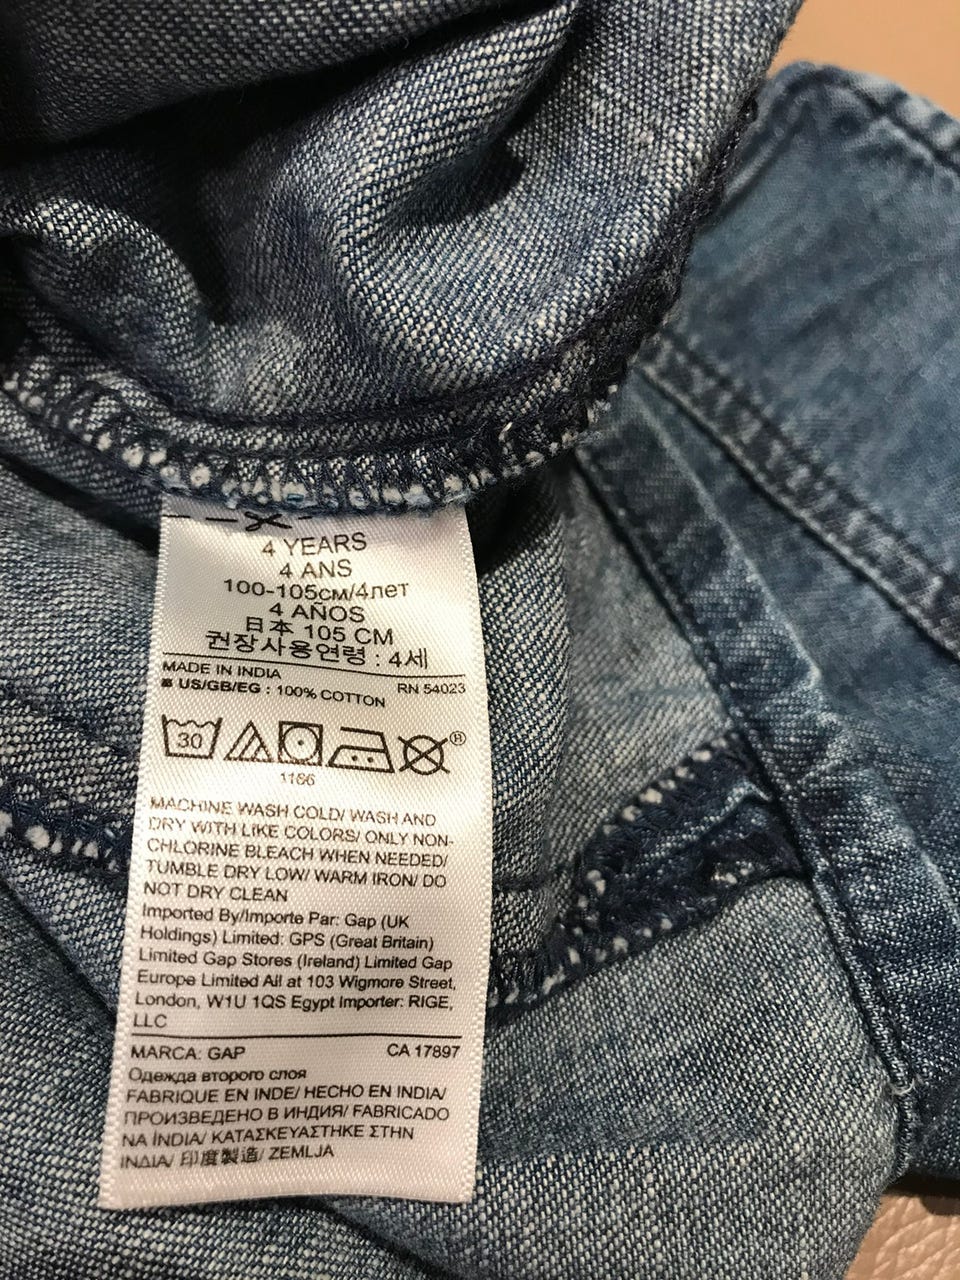 4 YEARS
4 ANS
100-105см/4лет
4 AÑOS
日本 105 CM
권장사용연령 : 4세
MADE IN INDIA
RN 54023
US/GB/EG : 100% COTTON
30
®
1166
MACHINE WASH COLD/ WASH AND
DRY WITH LIKE COLORS/ ONLY NON-
CHLORINE BLEACH WHEN NEEDED/
TUMBLE DRY LOW/ WARM IRON/ DO
NOT DRY CLEAN
Imported By/Importe Par: Gap (UK
Holdings) Limited: GPS (Great Britain)
Limited Gap Stores (Ireland) Limited Gap
Europe Limited All at 103 Wigmore Street,
London, W1U 1QS Egypt Importer: RIGE,
LLC
MARCA: GAP CA 17897
Одежда второго слоя
FABRIQUE EN INDE/ HECHO EN INDIA/
ПРОИЗВЕДЕНО В ИНДИЯ/ FABRICADO
NA ÍNDIA/ ΚΑΤΑΣΚΕΥΑΣΤΗΚΕ ΣΤΗΝ
ΙΝΔΙΑ/ 印度製造/ ZEMLJA